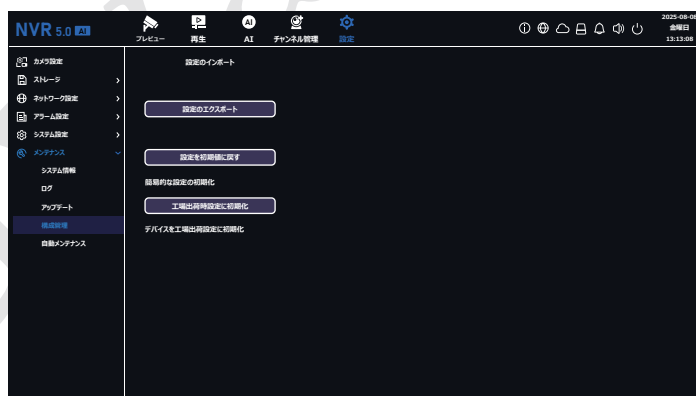 NVR 5.0 AI
プレビュー 再生 AI チャンネル管理 設定
2025-08-08
金曜日
13:13:08
カメラ設定
ストレージ
ネットワーク設定
アラーム設定
システム設定
メンテナンス
システム情報
ログ
アップデート
構成管理
自動メンテナンス
設定のインポート
設定のエクスポート
設定を初期値に戻す
簡易的な設定の初期化
工場出荷時設定に初期化
デバイスを工場出荷設定に初期化